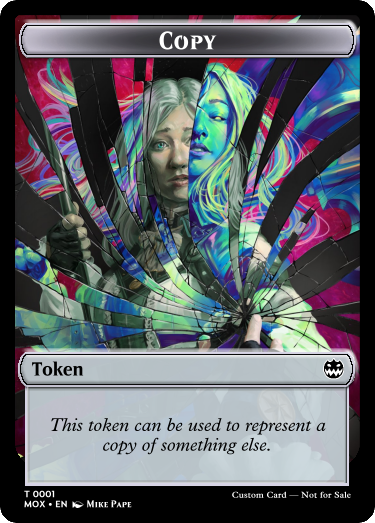 Copy
Token
This token can be used to represent a
copy of something else.
T 0001
MOX • EN Mike Pape
Custom Card — Not for Sale